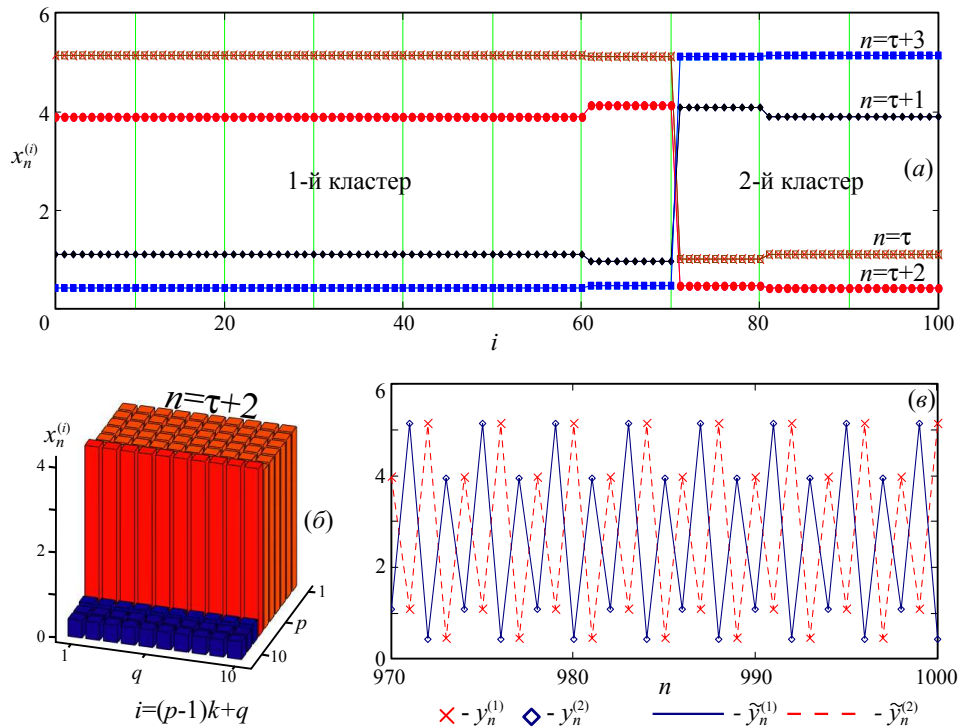 6
n=τ+3
4
n=τ+1
x_n^(i)
1-й кластер
2-й кластер
(а)
2
n=τ
n=τ+2
0
20
40
60
80
100
i
n=τ+2
x_n^(i)
4
2
0
(б)
1
p
10
1
q
10
i=(p-1)k+q
6
(в)
4
2
0
970
980
990
1000
n
- y_n^(1)
- y_n^(2)
- ỹ_n^(1)
- ỹ_n^(2)